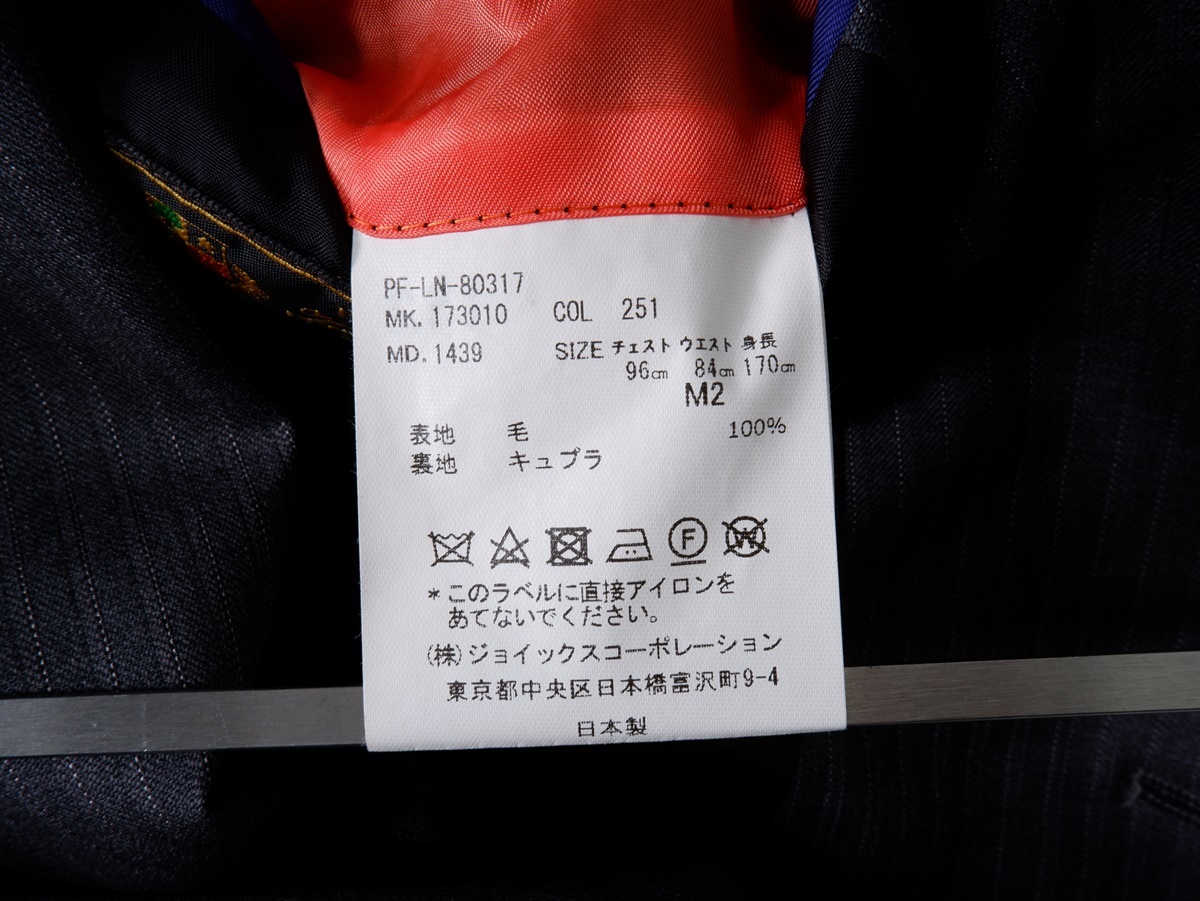 PF-LN-80317
MK. 173010 COL 251
MD. 1439 SIZE チェスト ウエスト 身長
96cm 84cm 170cm
M2
表地 毛 100%
裏地 キュプラ
F W
*このラベルに直接アイロンを
あてないでください。
(株)ジョイックスコーポレーション
東京都中央区日本橋富沢町9-4
日本製